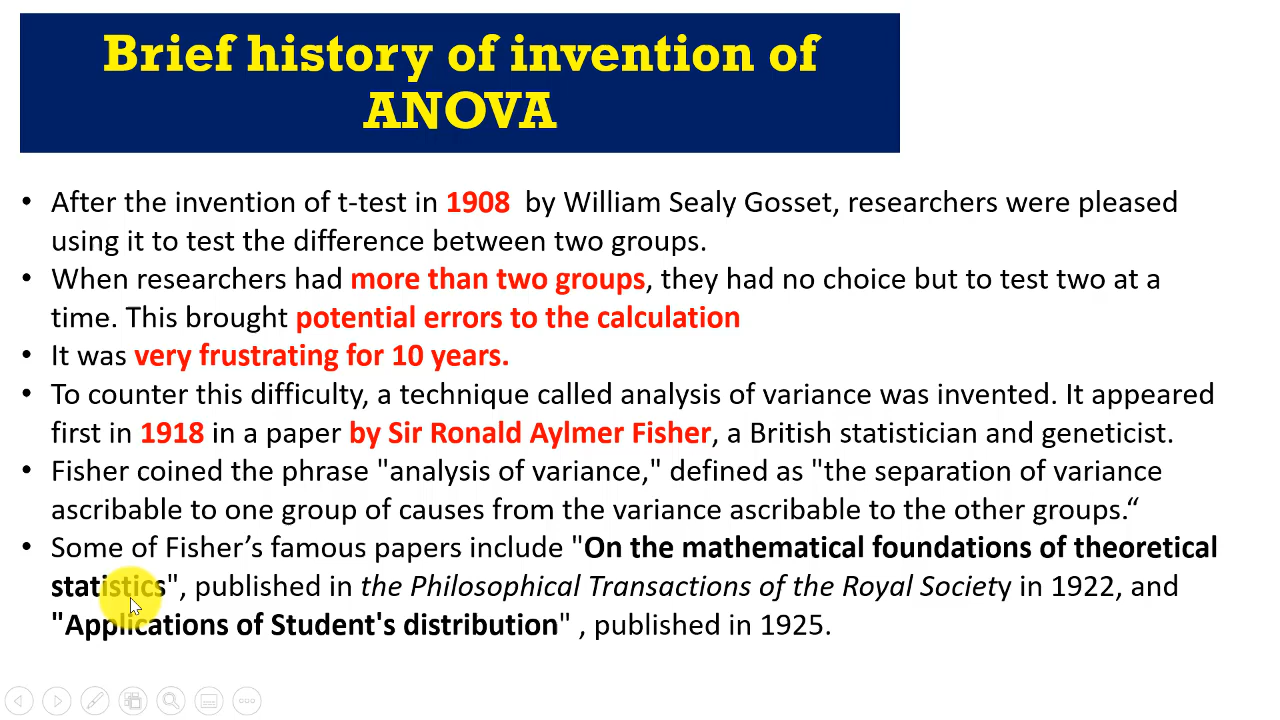 Brief history of invention of
ANOVA
• After the invention of t-test in 1908 by William Sealy Gosset, researchers were pleased
using it to test the difference between two groups.
• When researchers had more than two groups, they had no choice but to test two at a
time. This brought potential errors to the calculation
• It was very frustrating for 10 years.
• To counter this difficulty, a technique called analysis of variance was invented. It appeared
first in 1918 in a paper by Sir Ronald Aylmer Fisher, a British statistician and geneticist.
• Fisher coined the phrase "analysis of variance," defined as "the separation of variance
ascribable to one group of causes from the variance ascribable to the other groups.“
• Some of Fisher’s famous papers include "On the mathematical foundations of theoretical
statistics", published in the Philosophical Transactions of the Royal Society in 1922, and
"Applications of Student's distribution" , published in 1925.